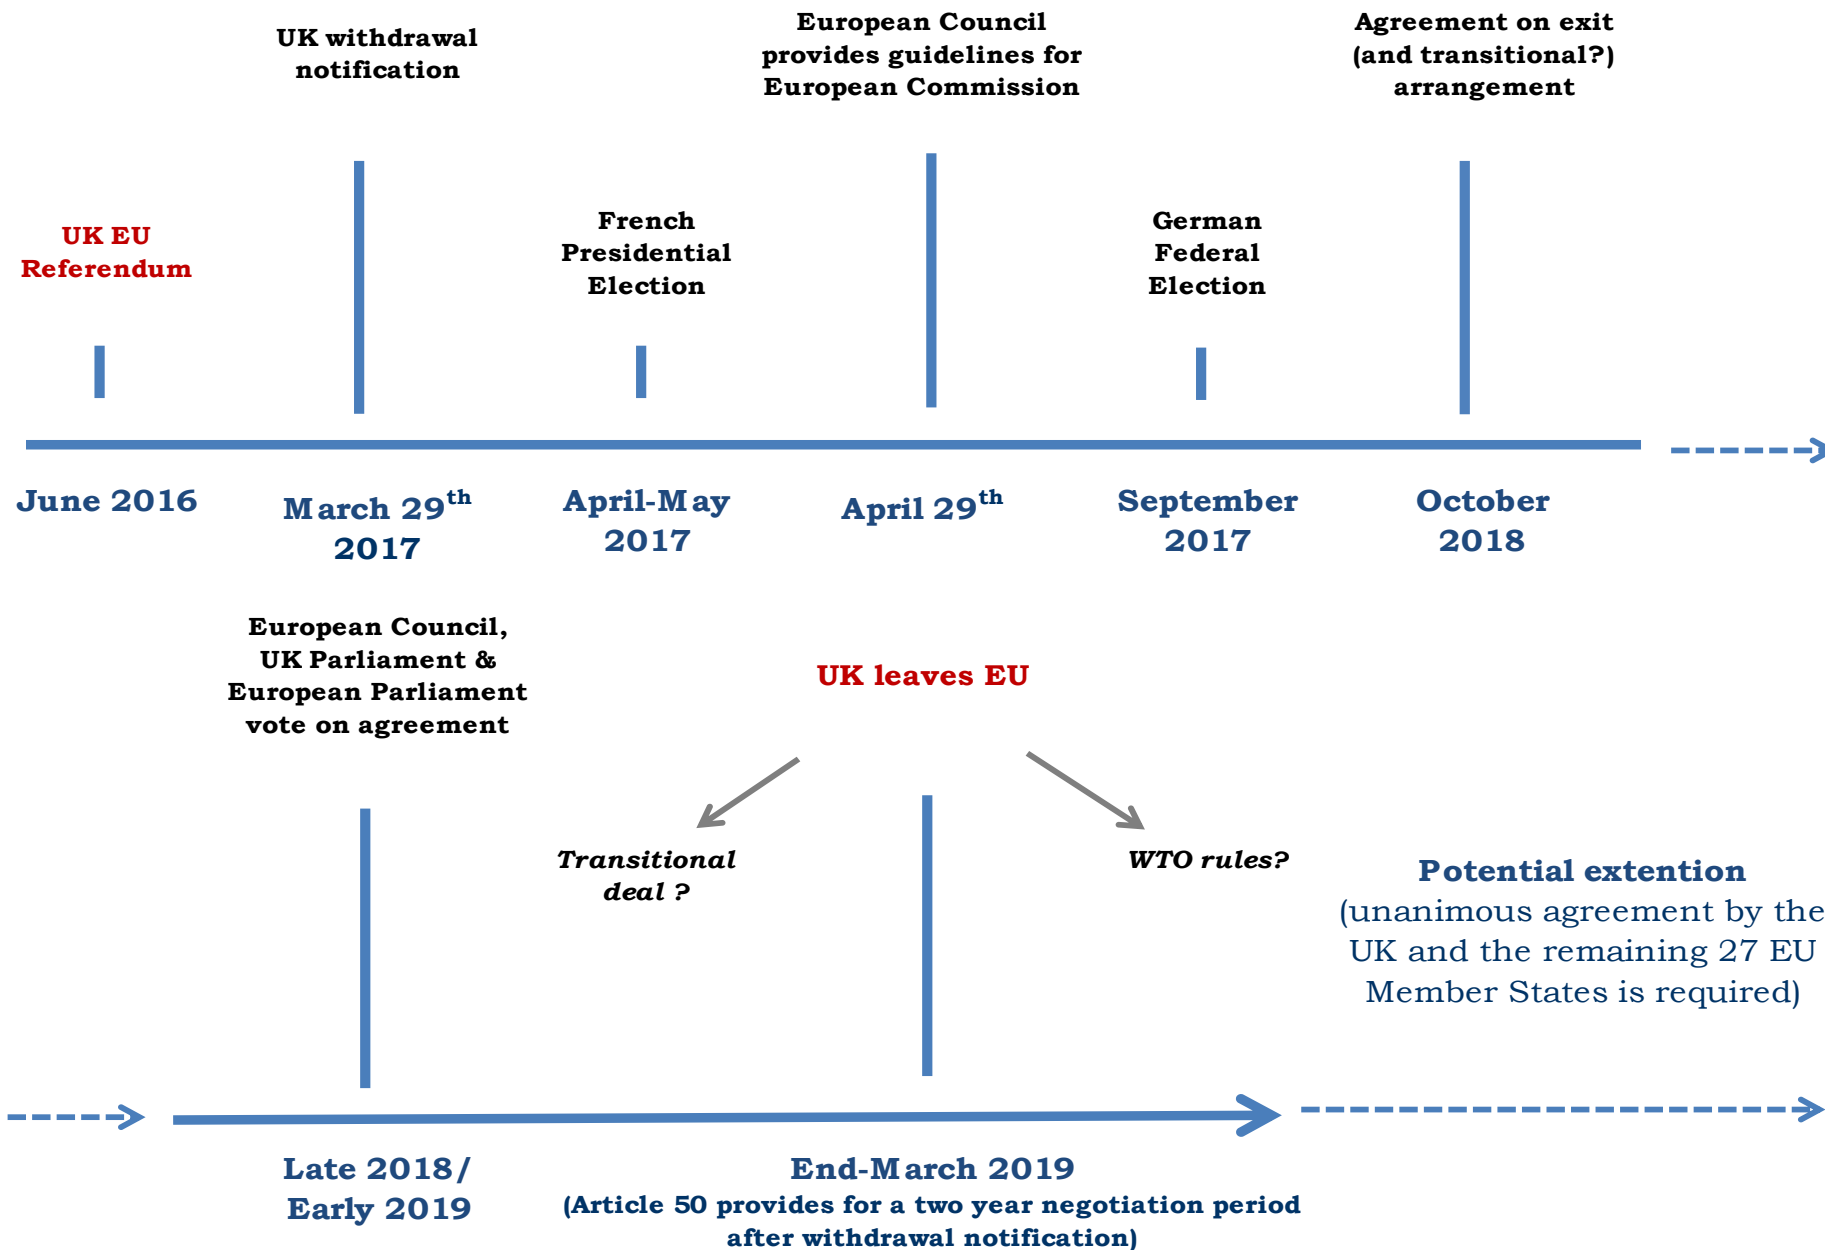 UK withdrawal
notification
European Council
provides guidelines for
European Commission
Agreement on exit
(and transitional?)
arrangement
UK EU
Referendum
French
Presidential
Election
German
Federal
Election
June 2016
March 29th
2017
April-May
2017
April 29th
September
2017
October
2018
European Council,
UK Parliament &
European Parliament
vote on agreement
UK leaves EU
Transitional
deal ?
WTO rules?
Potential extention
(unanimous agreement by the
UK and the remaining 27 EU
Member States is required)
Late 2018/
Early 2019
End-March 2019
(Article 50 provides for a two year negotiation period
after withdrawal notification)